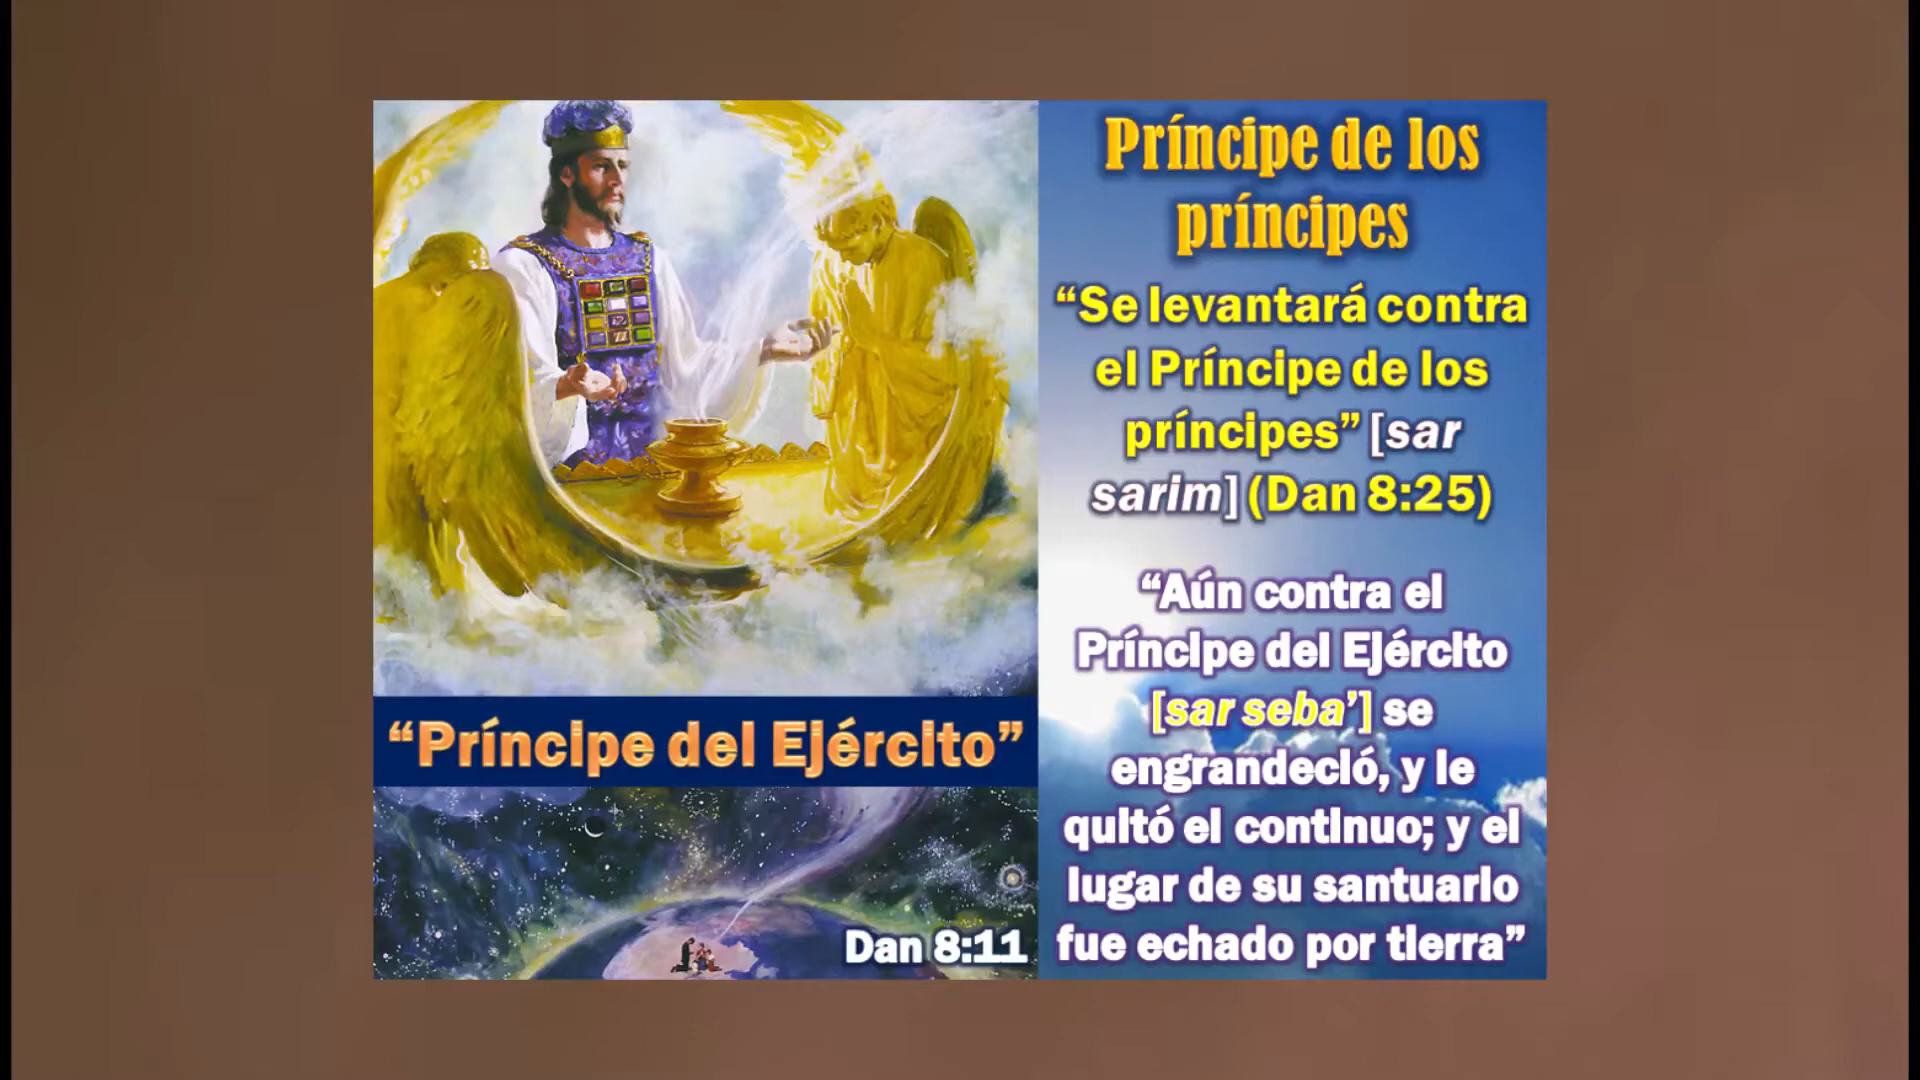 “Príncipe del Ejército”
Dan 8:11
Príncipe de los
príncipes
“Se levantará contra
el Príncipe de los
príncipes” [sar
sarim] (Dan 8:25)
“Aún contra el
Príncipe del Ejército
[sar seba’] se
engrandeció, y le
quitó el continuo; y el
lugar de su santuario
fue echado por tierra”